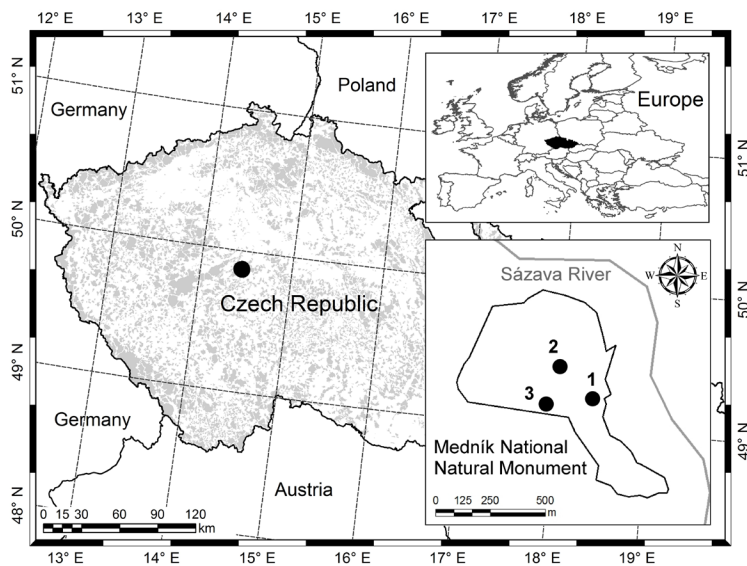 12° E
13° E
14° E
15° E
16° E
17° E
18° E
19° E
51° N
50° N
49° N
48° N
51° N
50° N
49° N
Germany
Poland
Europe
Czech Republic
Sázava River
N
W
E
S
2
1
3
Medník National
Natural Monument
0 125 250 500
m
Germany
Austria
0 15 30 60 90 120
km
13° E
14° E
15° E
16° E
17° E
18° E
19° E